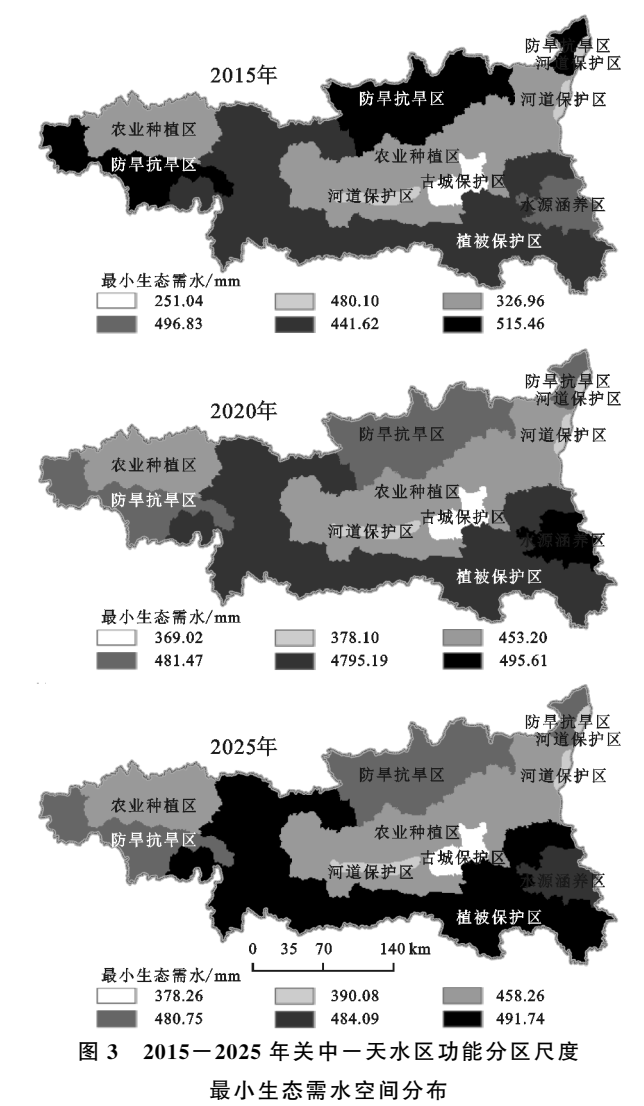 2015年
防旱抗旱区
河道保护区
防旱抗旱区
河道保护区
农业种植区
防旱抗旱区
农业种植区
古城保护区
河道保护区
水源涵养区
植被保护区
最小生态需水/mm
251.04 480.10 326.96
496.83 441.62 515.46
2020年
防旱抗旱区
河道保护区
防旱抗旱区
河道保护区
农业种植区
防旱抗旱区
农业种植区
古城保护区
河道保护区
水源涵养区
植被保护区
最小生态需水/mm
369.02 378.10 453.20
481.47 4795.19 495.61
2025年
防旱抗旱区
河道保护区
防旱抗旱区
河道保护区
农业种植区
防旱抗旱区
农业种植区
古城保护区
河道保护区
水源涵养区
植被保护区
0 35 70 140 km
最小生态需水/mm
378.26 390.08 458.26
480.75 484.09 491.74
图 3 2015—2025 年关中—天水区功能分区尺度
最小生态需水空间分布